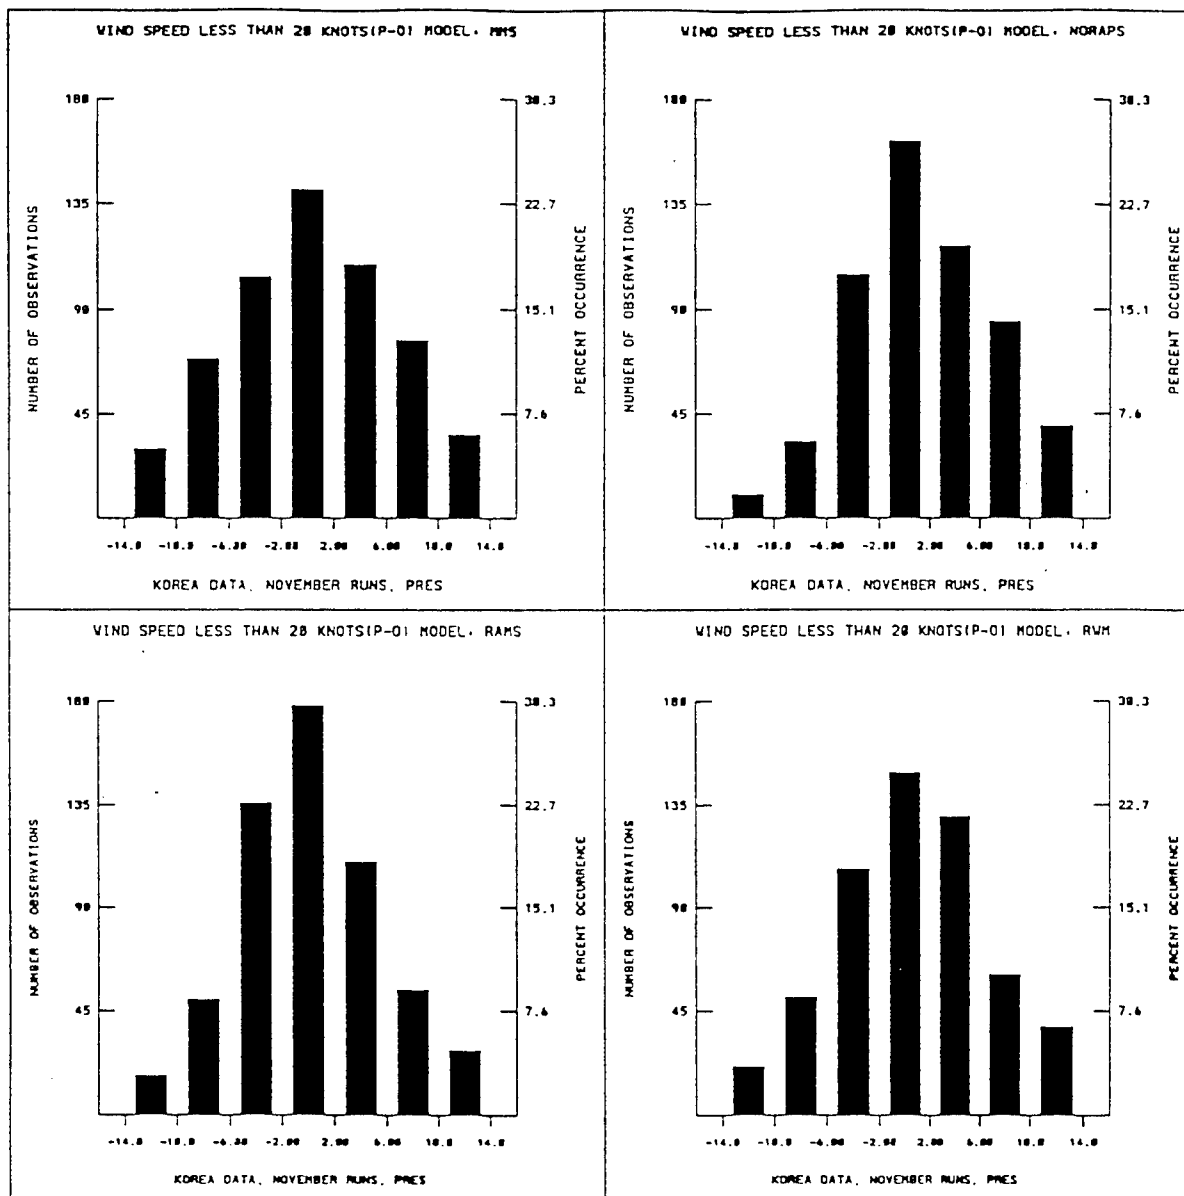 WIND SPEED LESS THAN 20 KNOTS(P-O) MODEL, MM5
180
135
90
45
NUMBER OF OBSERVATIONS
30.3
22.7
15.1
7.6
PERCENT OCCURRENCE
-14.0 -10.0 -6.00 -2.00 2.00 6.00 10.0 14.0
KOREA DATA, NOVEMBER RUNS, PRES
WIND SPEED LESS THAN 20 KNOTS(P-O) MODEL, NORAPS
180
135
90
45
NUMBER OF OBSERVATIONS
30.3
22.7
15.1
7.6
PERCENT OCCURRENCE
-14.0 -10.0 -6.00 -2.00 2.00 6.00 10.0 14.0
KOREA DATA, NOVEMBER RUNS, PRES
WIND SPEED LESS THAN 20 KNOTS(P-O) MODEL, RAMS
180
135
90
45
NUMBER OF OBSERVATIONS
30.3
22.7
15.1
7.6
PERCENT OCCURRENCE
-14.0 -10.0 -6.00 -2.00 2.00 6.00 10.0 14.0
KOREA DATA, NOVEMBER RUNS, PRES
WIND SPEED LESS THAN 20 KNOTS(P-O) MODEL, RWM
180
135
90
45
NUMBER OF OBSERVATIONS
30.3
22.7
15.1
7.6
PERCENT OCCURRENCE
-14.0 -10.0 -6.00 -2.00 2.00 6.00 10.0 14.0
KOREA DATA, NOVEMBER RUNS, PRES